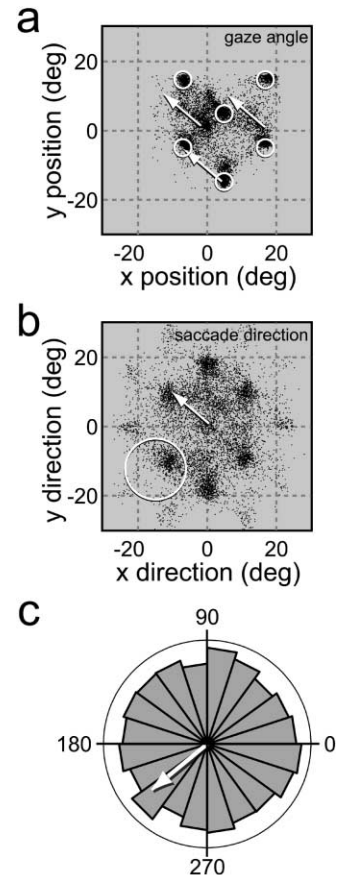 a
gaze angle
y position (deg)
20
0
-20
-20 0 20
x position (deg)
b
saccade direction
y direction (deg)
20
0
-20
-20 0 20
x direction (deg)
c
90
180 0
270